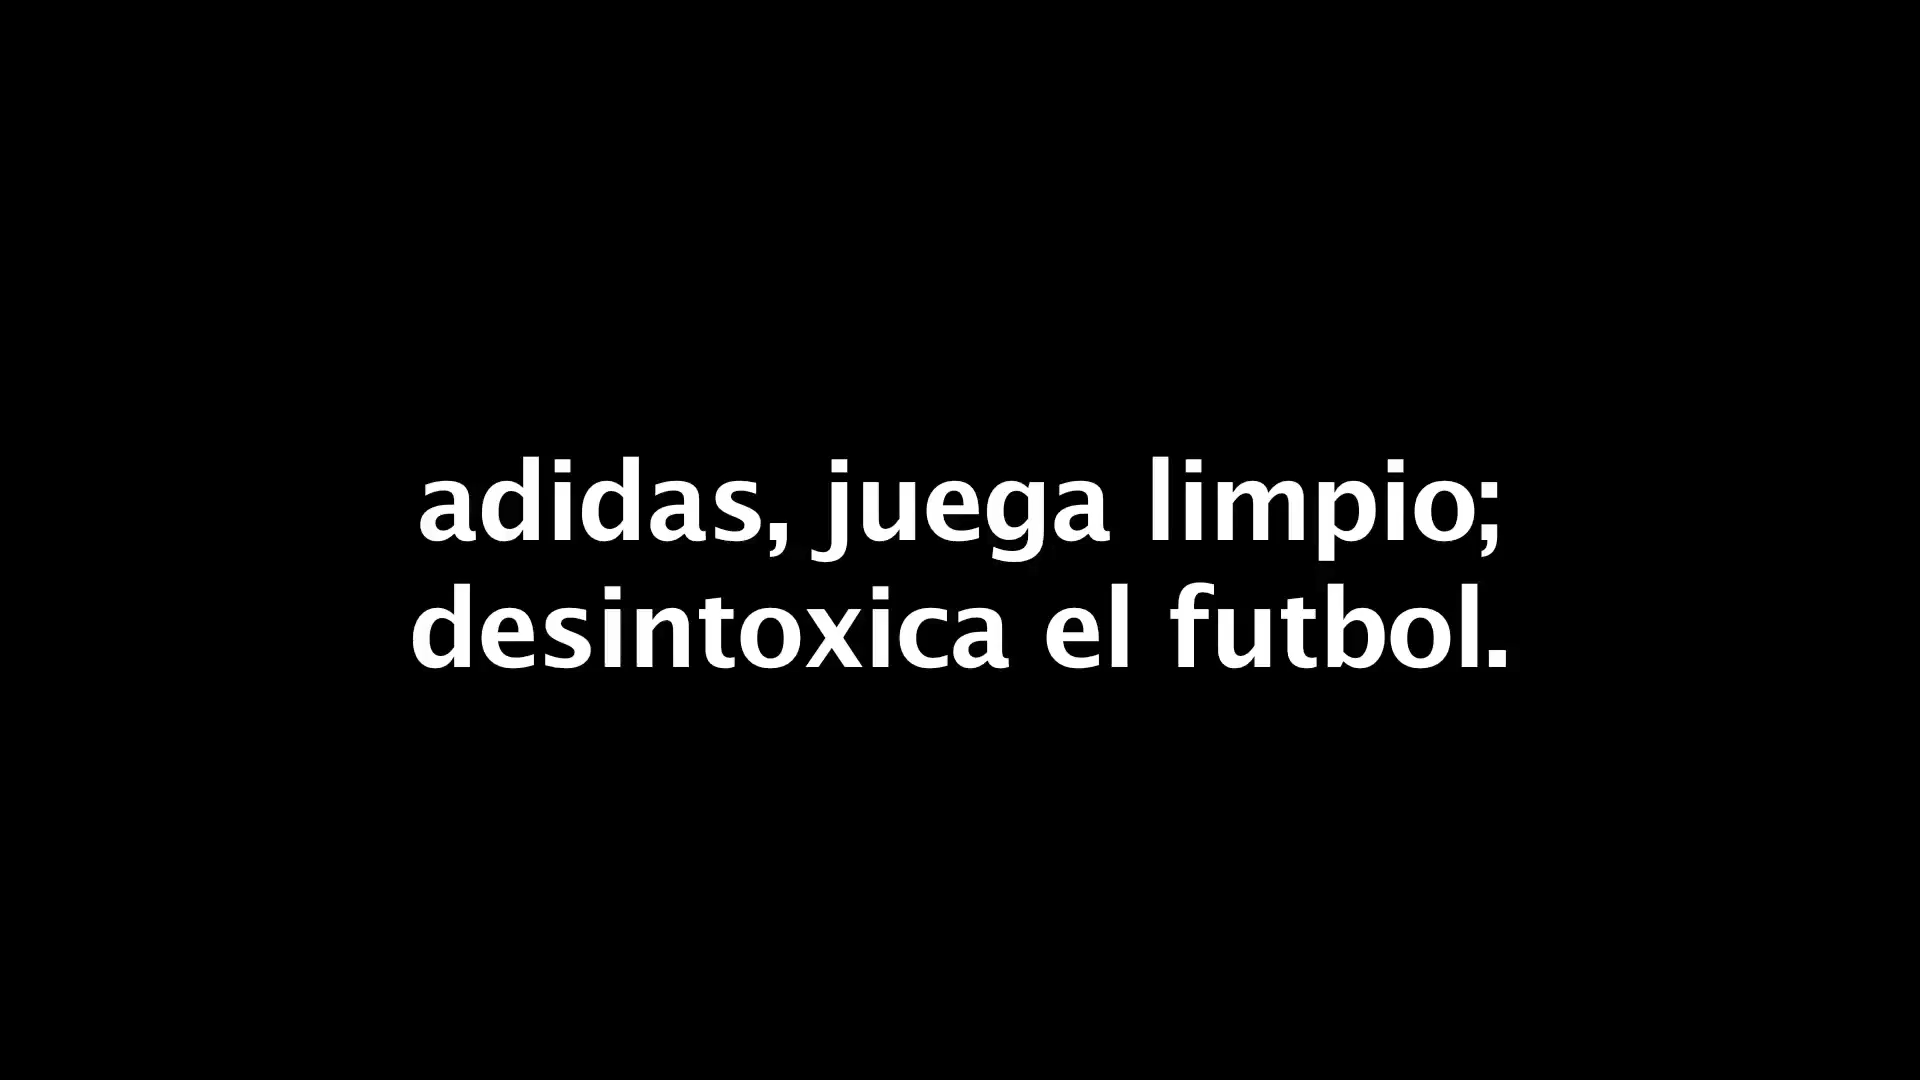 adidas, juega limpio;
desintoxica el futbol.